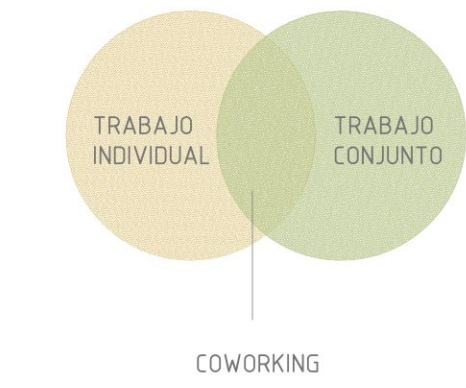 TRABAJO
INDIVIDUAL
TRABAJO
CONJUNTO
COWORKING